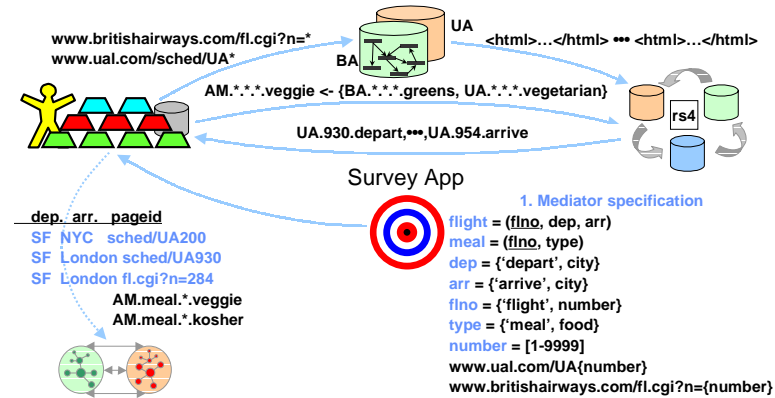 www.britishairways.com/fl.cgi?n=*
www.ual.com/sched/UA*
UA
BA
<html>…</html> ••• <html>…</html>
AM.*.*.*.veggie <- {BA.*.*.*.greens, UA.*.*.*.vegetarian}
rs4
UA.930.depart,•••,UA.954.arrive
Survey App
1. Mediator specification
flight = (flno, dep, arr)
meal = (flno, type)
dep = {‘depart’, city}
arr = {‘arrive’, city}
flno = {‘flight’, number}
type = {‘meal’, food}
number = [1-9999]
www.ual.com/UA{number}
www.britishairways.com/fl.cgi?n={number}
dep. arr. pageid
SF NYC sched/UA200
SF London sched/UA930
SF London fl.cgi?n=284
AM.meal.*.veggie
AM.meal.*.kosher